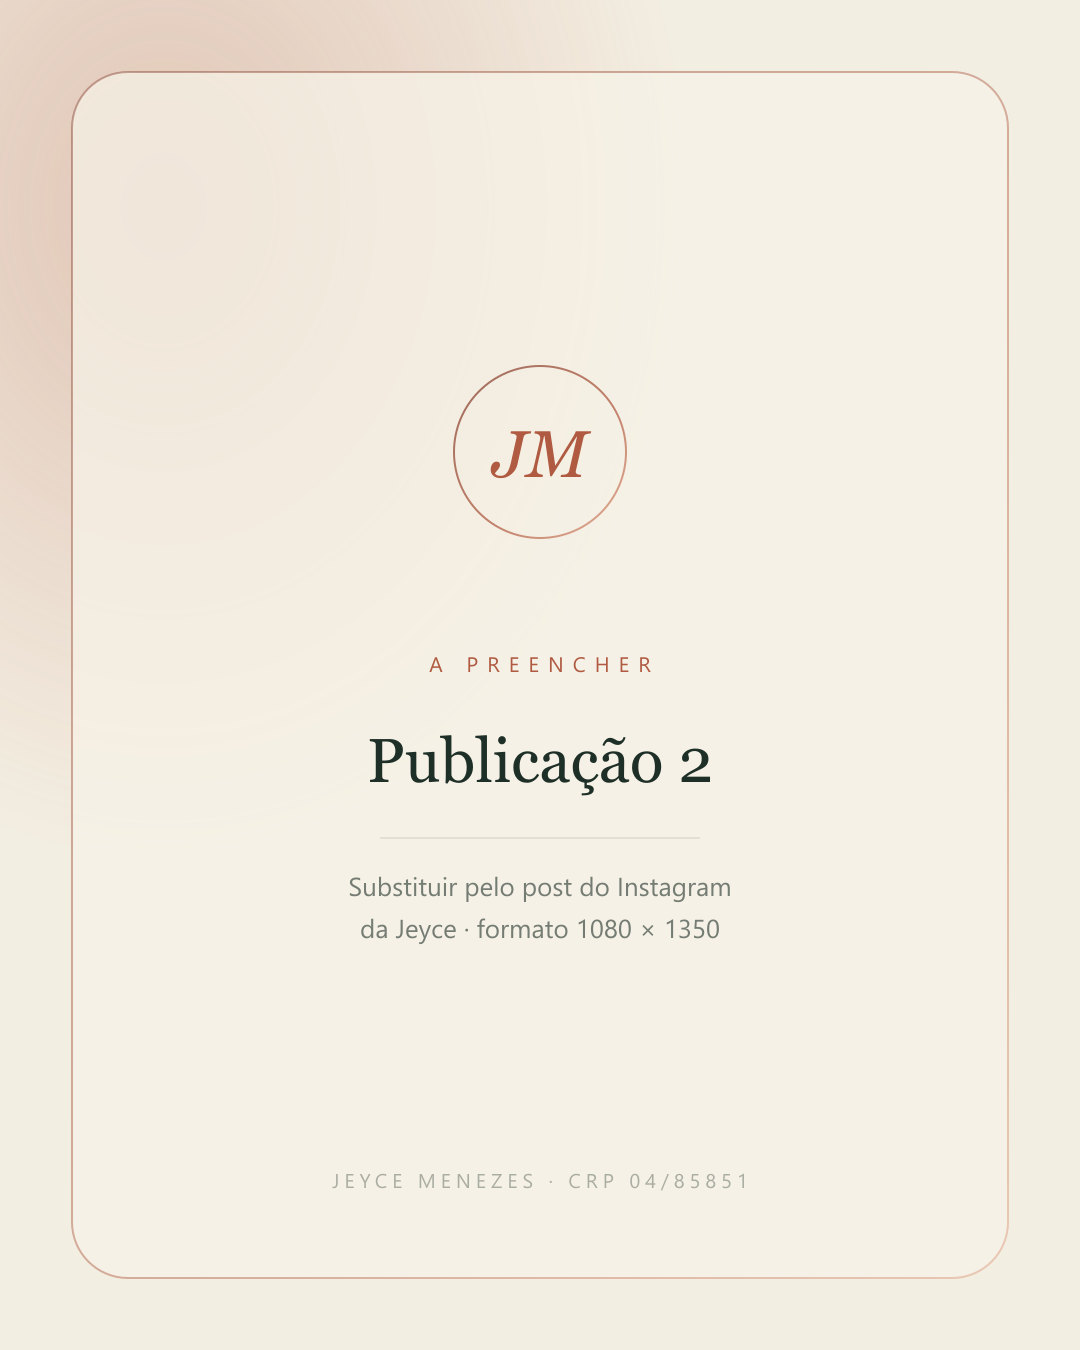 JM
A PREENCHER
Publicação 2
Substituir pelo post do Instagram
da Jeyce · formato 1080 × 1350
JEYCE MENEZES · CRP 04/85851